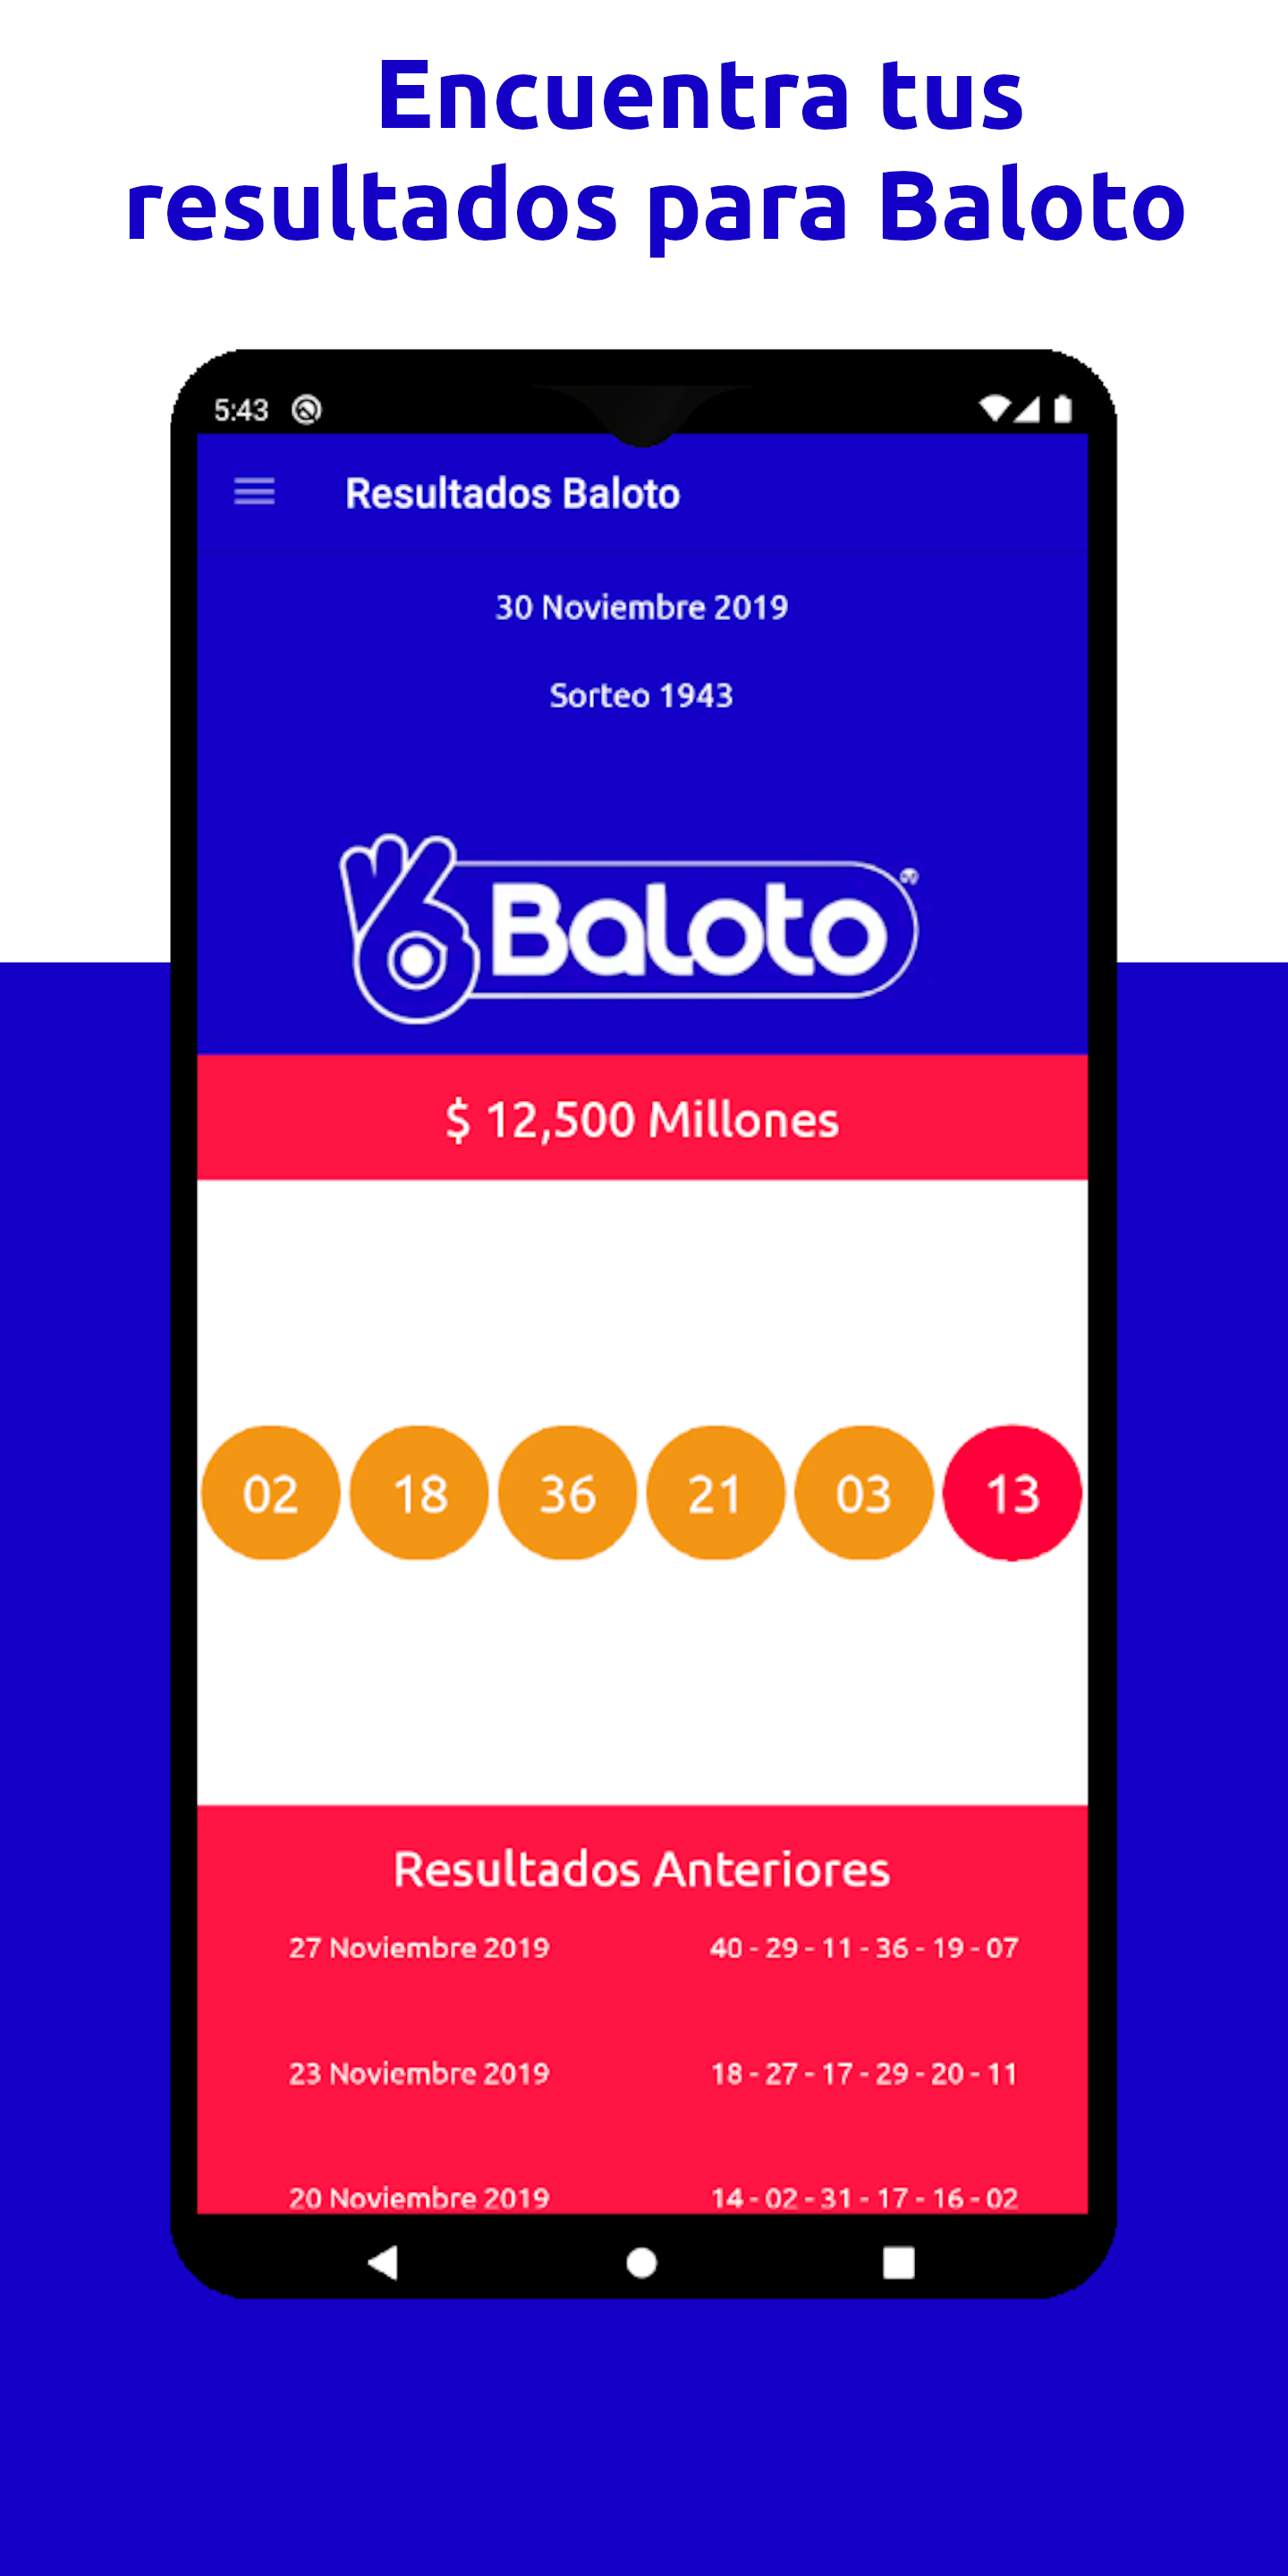 Encuentra tus
resultados para Baloto
5:43
Resultados Baloto
30 Noviembre 2019
Sorteo 1943
Baloto
$ 12,500 Millones
02 18 36 21 03 13
Resultados Anteriores
27 Noviembre 2019 40 - 29 - 11 - 36 - 19 - 07
23 Noviembre 2019 18 - 27 - 17 - 29 - 20 - 11
20 Noviembre 2019 14 - 02 - 31 - 17 - 16 - 02